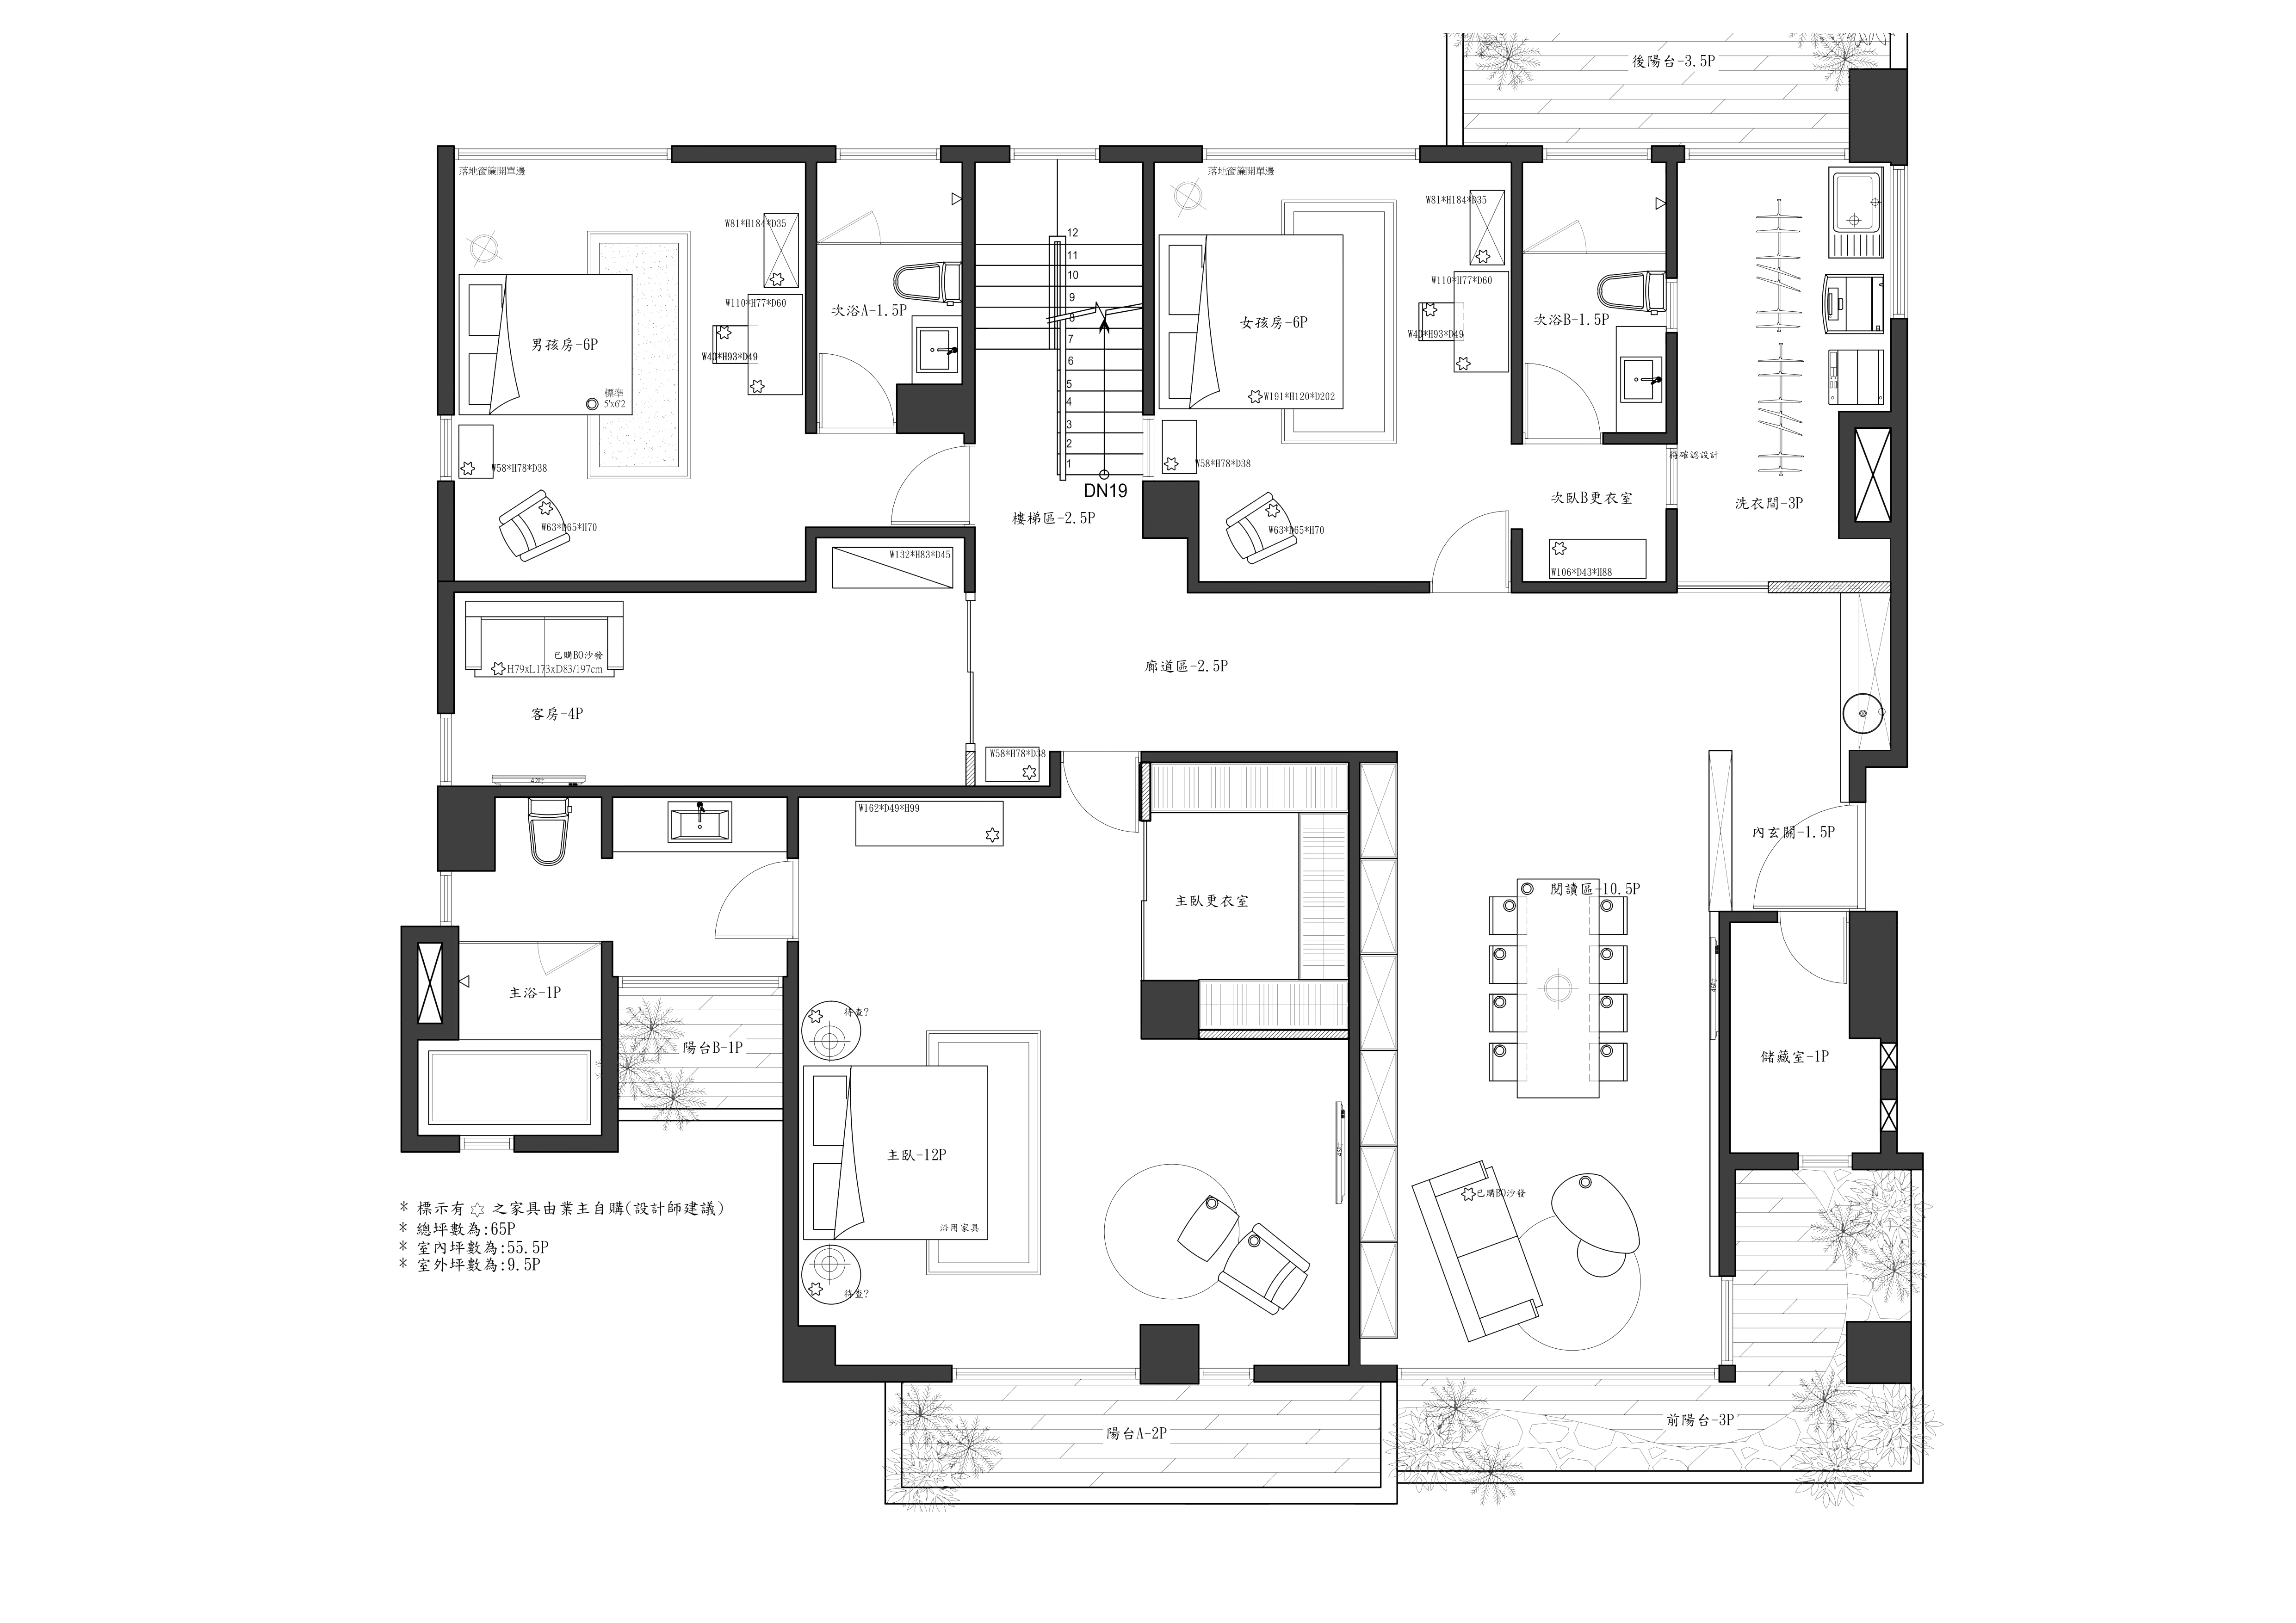 後陽台-3.5P
落地窗簾開單邊
落地窗簾開單邊
W81*H184*D35
W81*H184*D35
12
11
10
9
8
7
6
5
4
3
2
1
DN19
W110*H77*D60
W110*H77*D60
次浴A-1.5P
次浴B-1.5P
男孩房-6P
女孩房-6P
W40*H93*D49
W40*H93*D49
標準
5'x6'2
W191*H120*D202
W58*H78*D38
W58*H78*D38
待確認設計
W63*D65*H70
W63*D65*H70
樓梯區-2.5P
次臥B更衣室
洗衣間-3P
W132*H83*D45
W106*D43*H88
已購BO沙發
H79xL173xD83/197cm
廊道區-2.5P
客房-4P
W58*H78*D38
W162*D49*H99
內玄關-1.5P
主臥更衣室
閱讀區-10.5P
主浴-1P
待查?
陽台B-1P
儲藏室-1P
主臥-12P
已購BO沙發
沿用家具
待查?
* 標示有 之家具由業主自購(設計師建議)
* 總坪數為:65P
* 室內坪數為:55.5P
* 室外坪數為:9.5P
陽台A-2P
前陽台-3P